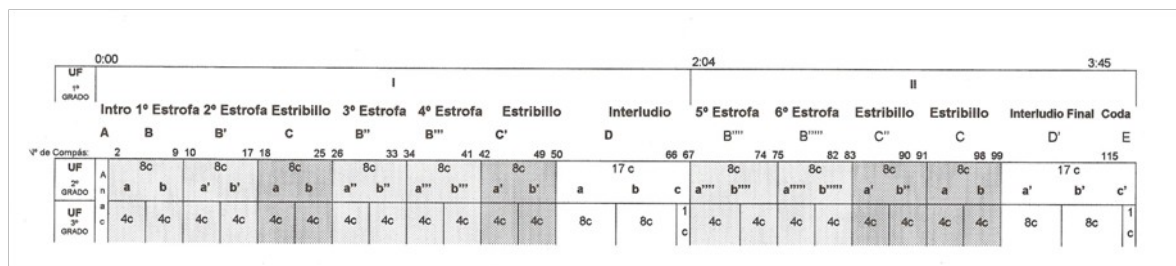 0:00 2:04 3:45
UF 1º GRADO I II
Intro 1º Estrofa 2º Estrofa Estribillo 3º Estrofa 4º Estrofa Estribillo Interludio 5º Estrofa 6º Estrofa Estribillo Estribillo Interludio Final Coda
A B B' C B'' B''' C' D B'''' B''''' C'' C D' E
Nº de Compás: 2 9 10 17 18 25 26 33 34 41 42 49 50 66 67 74 75 82 83 90 91 98 99 115
UF 2º GRADO Anac 8c 8c 8c 8c 8c 8c 17 c 8c 8c 8c 8c 17 c
a b a' b' a b a'' b'' a''' b''' a' b' a b c a'''' b'''' a''''' b''''' a' b'' a b a' b' c'
UF 3º GRADO 4c 4c 4c 4c 4c 4c 4c 4c 4c 4c 4c 4c 8c 8c 1c 4c 4c 4c 4c 4c 4c 4c 4c 8c 8c 1c